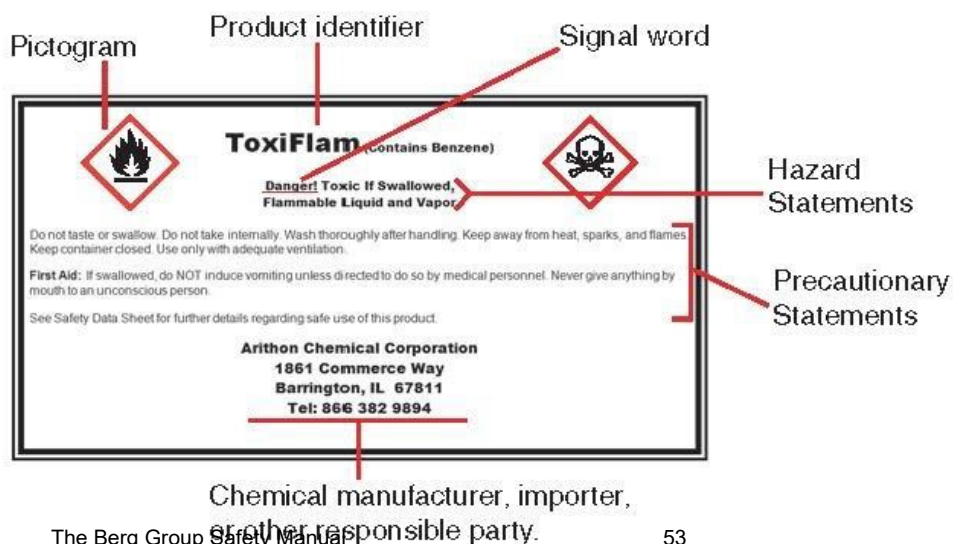 Pictogram
Product identifier
Signal word
ToxiFlam (Contains Benzene)
Danger! Toxic If Swallowed,
Flammable Liquid and Vapor
Hazard
Statements
Do not taste or swallow. Do not take internally. Wash thoroughly after handling. Keep away from heat, sparks, and flames.
Keep container closed. Use only with adequate ventilation.
First Aid: If swallowed, do NOT induce vomiting unless directed to do so by medical personnel. Never give anything by
mouth to an unconscious person.
See Safety Data Sheet for further details regarding safe use of this product.
Precautionary
Statements
Arithon Chemical Corporation
1861 Commerce Way
Barrington, IL 67811
Tel: 866 382 9894
Chemical manufacturer, importer,
or other responsible party.
The Berg Group Safety Manual 53